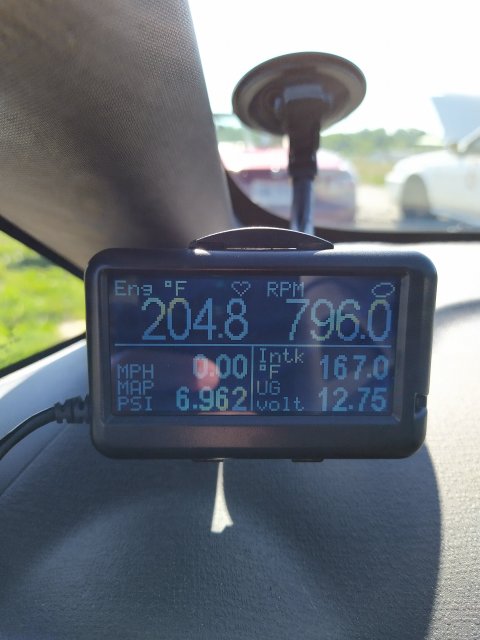 Eng °F RPM
204.8 796.0
MPH 0.00
MAP
PSI 6.962
Intk
°F 167.0
UG
volt 12.75